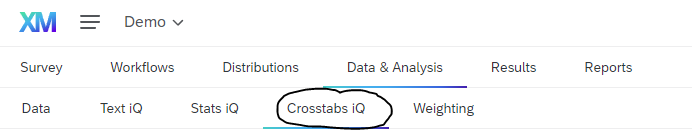 XM Demo
Survey Workflows Distributions Data & Analysis Results Reports
Data Text iQ Stats iQ Crosstabs iQ Weighting